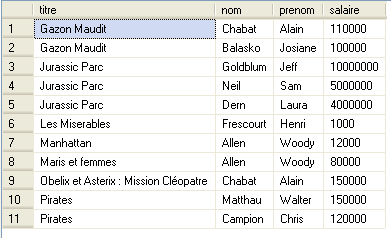 titre nom prenom salaire
1 Gazon Maudit Chabat Alain 110000
2 Gazon Maudit Balasko Josiane 100000
3 Jurassic Parc Goldblum Jeff 10000000
4 Jurassic Parc Neil Sam 5000000
5 Jurassic Parc Dern Laura 4000000
6 Les Miserables Frescourt Henri 1000
7 Manhattan Allen Woody 12000
8 Maris et femmes Allen Woody 80000
9 Obelix et Asterix : Mission Cléopatre Chabat Alain 150000
10 Pirates Matthau Walter 150000
11 Pirates Campion Chris 120000